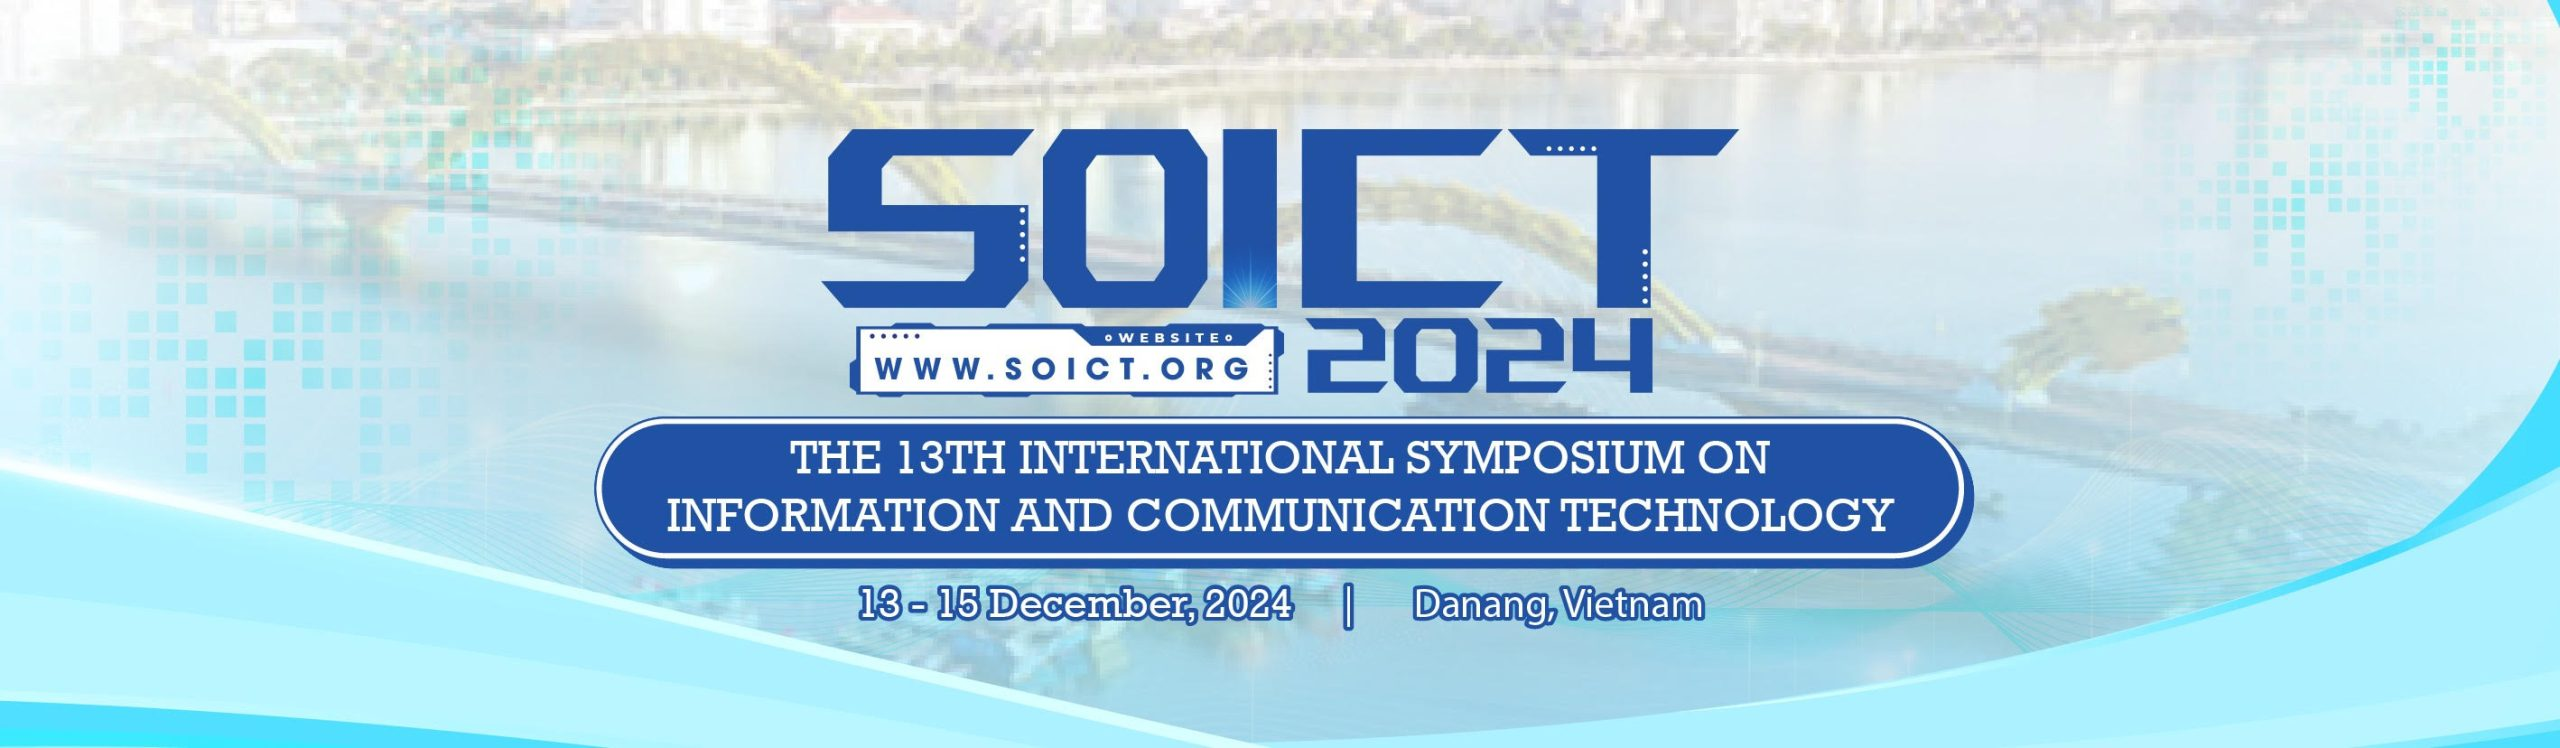 SOICT
WEBSITE
WWW.SOICT.ORG
2024
THE 13TH INTERNATIONAL SYMPOSIUM ON
INFORMATION AND COMMUNICATION TECHNOLOGY
13 - 15 December, 2024 | Danang, Vietnam